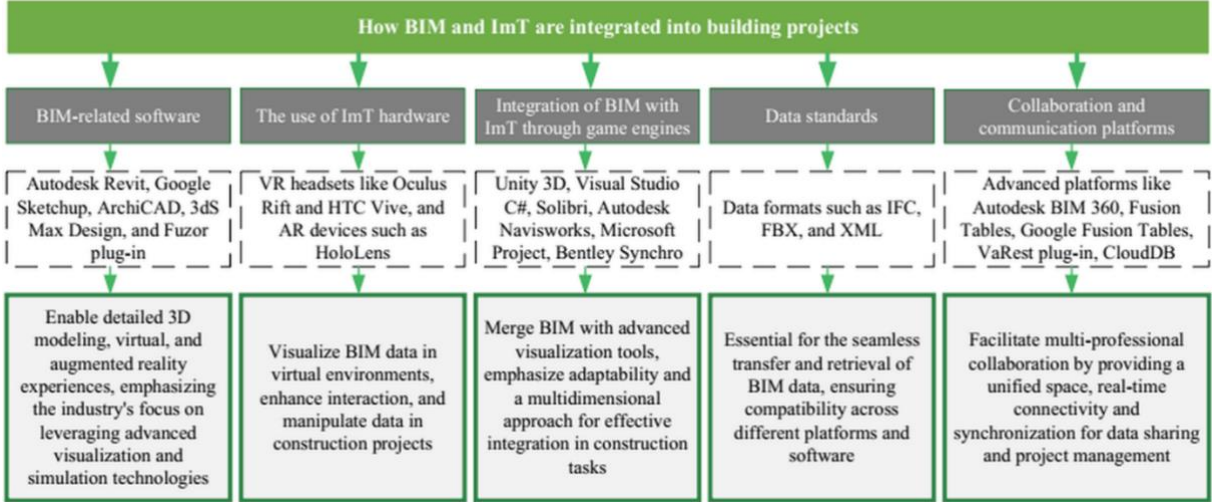 How BIM and ImT are integrated into building projects
BIM-related software
The use of ImT hardware
Integration of BIM with
ImT through game engines
Data standards
Collaboration and
communication platforms
Autodesk Revit, Google
Sketchup, ArchiCAD, 3dS
Max Design, and Fuzor
plug-in
VR headsets like Oculus
Rift and HTC Vive, and
AR devices such as
HoloLens
Unity 3D, Visual Studio
C#, Solibri, Autodesk
Navisworks, Microsoft
Project, Bentley Synchro
Data formats such as IFC,
FBX, and XML
Advanced platforms like
Autodesk BIM 360, Fusion
Tables, Google Fusion Tables,
VaRest plug-in, CloudDB
Enable detailed 3D
modeling, virtual, and
augmented reality
experiences, emphasizing
the industry's focus on
leveraging advanced
visualization and
simulation technologies
Visualize BIM data in
virtual environments,
enhance interaction, and
manipulate data in
construction projects
Merge BIM with advanced
visualization tools,
emphasize adaptability and
a multidimensional
approach for effective
integration in construction
tasks
Essential for the seamless
transfer and retrieval of
BIM data, ensuring
compatibility across
different platforms and
software
Facilitate multi-professional
collaboration by providing a
unified space, real-time
connectivity and
synchronization for data sharing
and project management